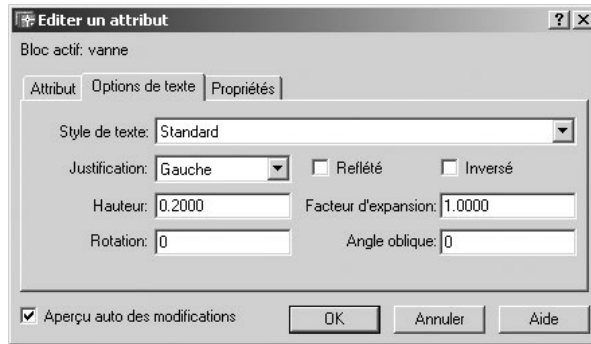 Editer un attribut
Bloc actif: vanne
Attribut Options de texte Propriétés
Style de texte: Standard
Justification: Gauche Reflété Inversé
Hauteur: 0.2000 Facteur d'expansion: 1.0000
Rotation: 0 Angle oblique: 0
Aperçu auto des modifications OK Annuler Aide